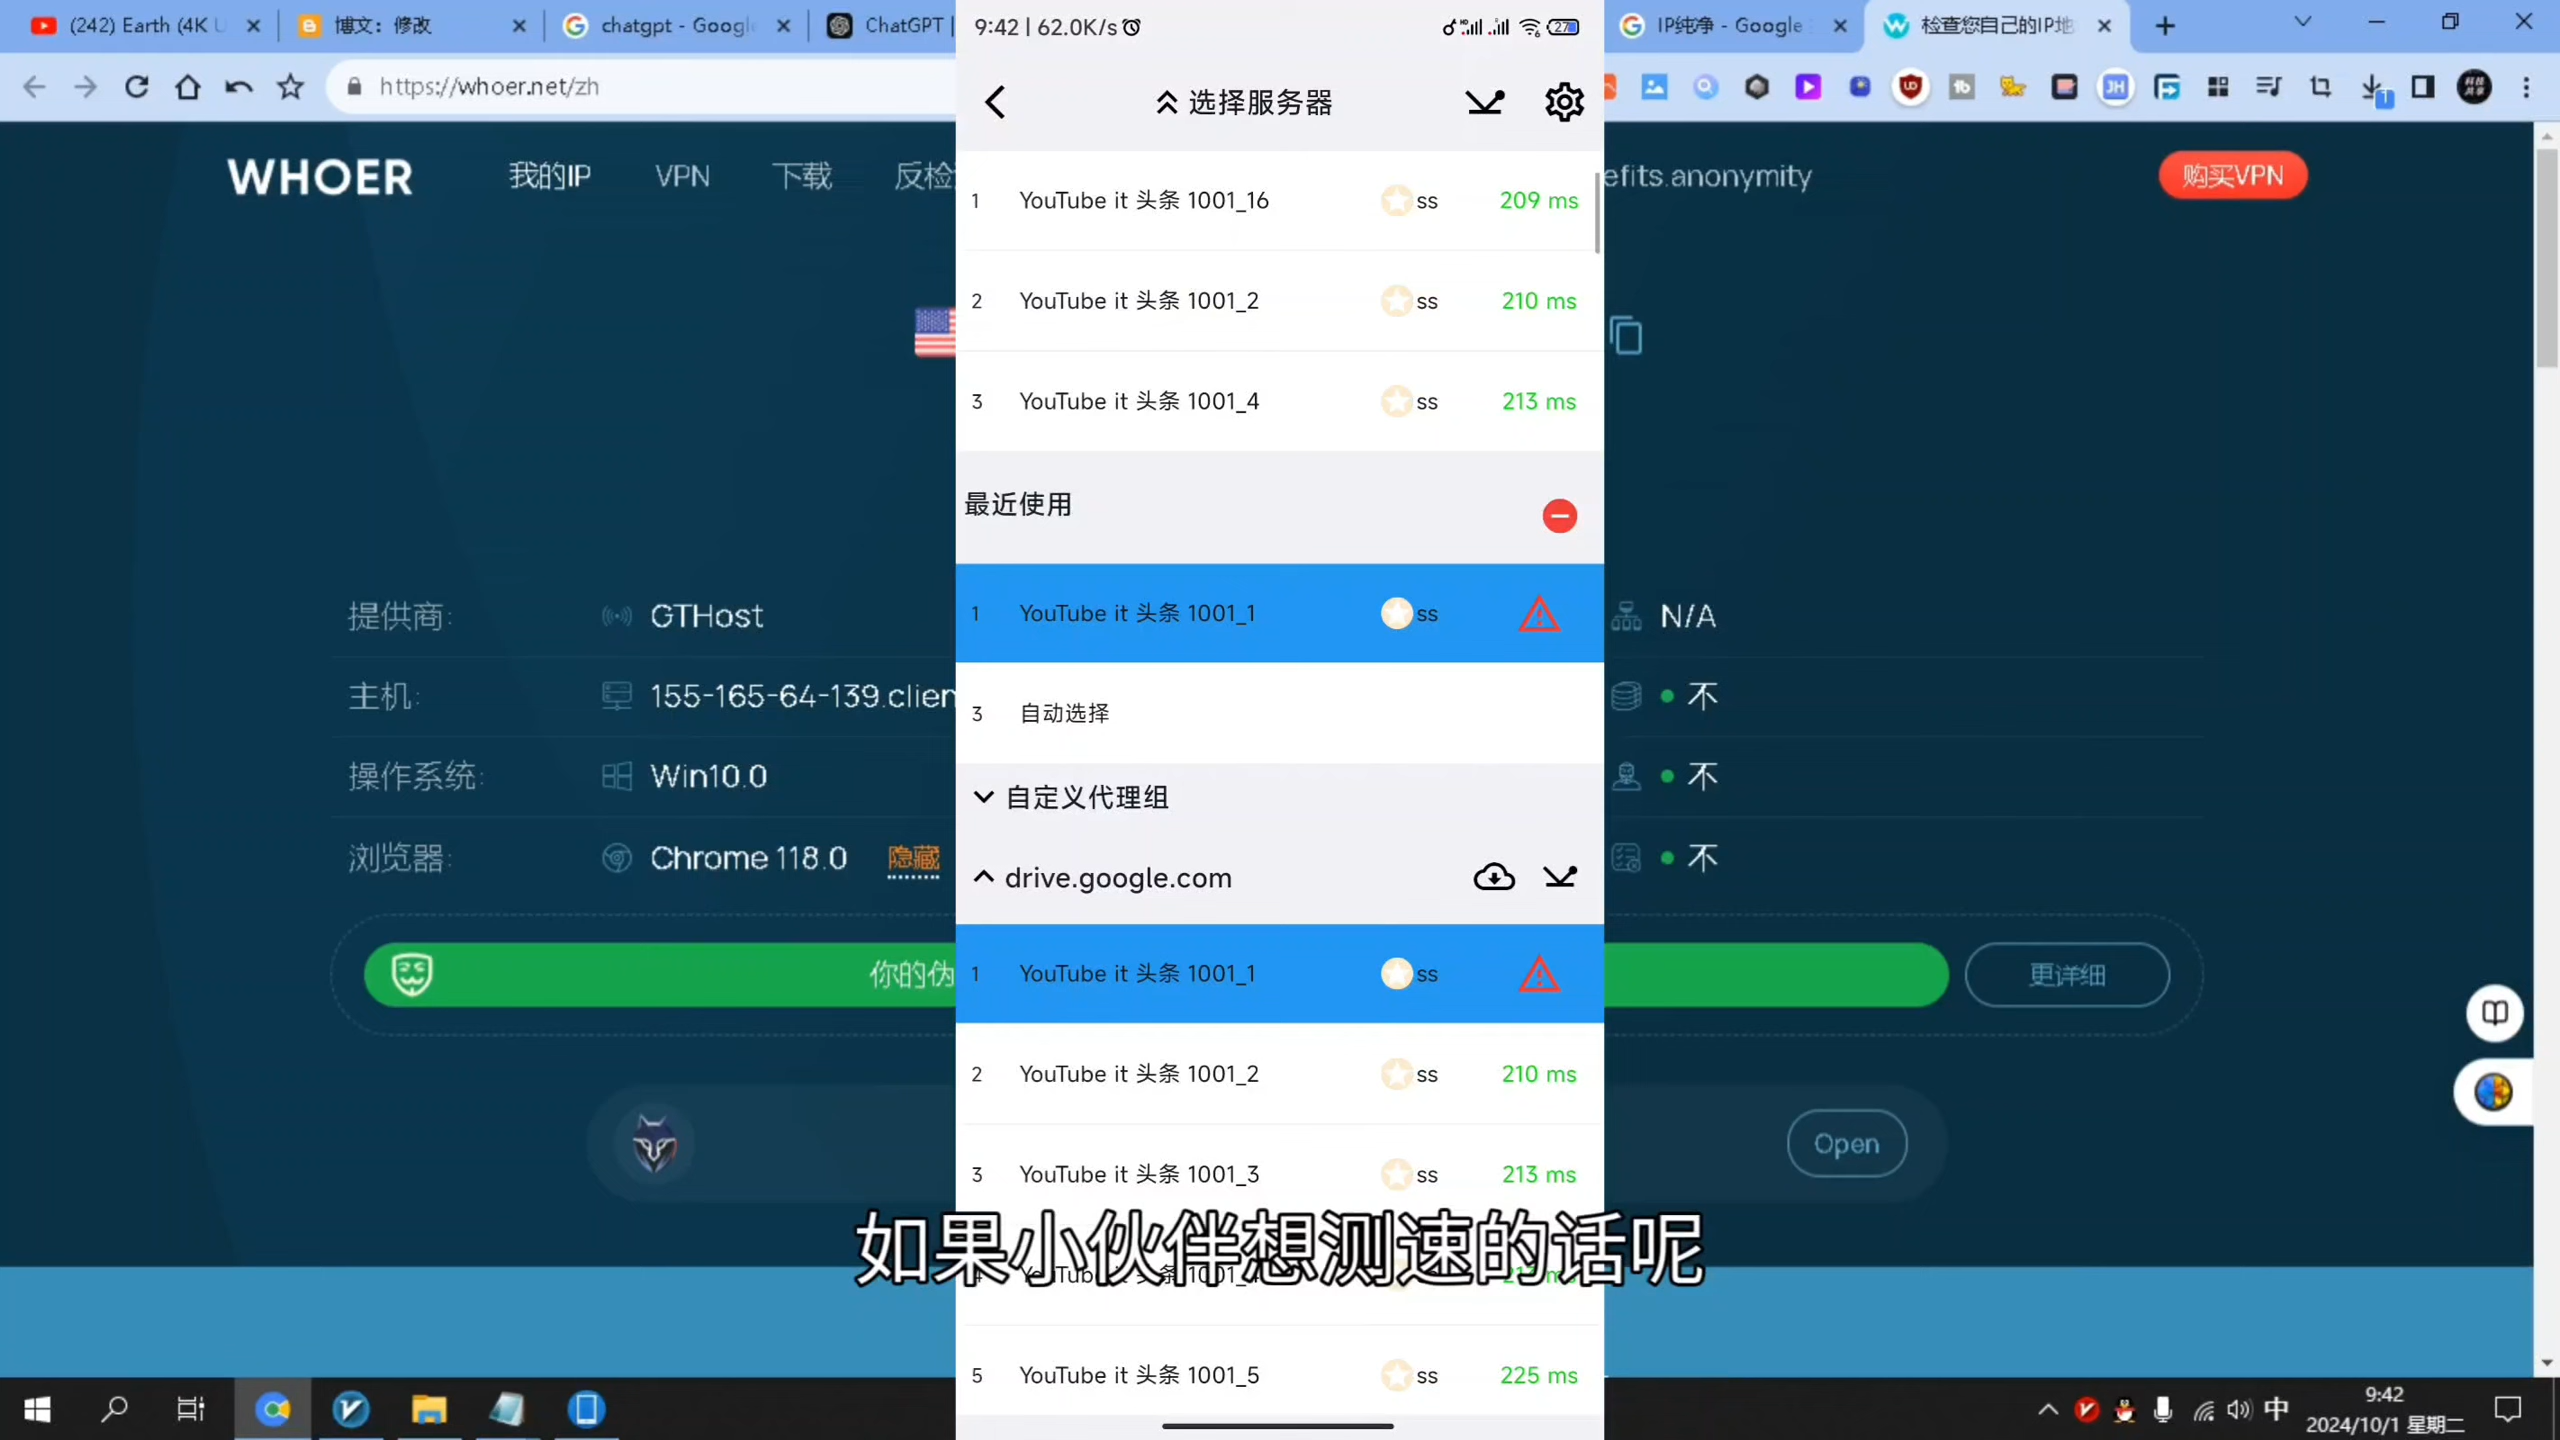 (242) Earth (4K U
博文：修改
chatgpt - Google
ChatGPT |
IP纯净 - Google
检查您自己的IP地
https://whoer.net/zh
9:42 | 62.0K/s
27
选择服务器
WHOER
我的IP
VPN
下载
反检
efits.anonymity
购买VPN
1 YouTube it 头条 1001_16 ss 209 ms
2 YouTube it 头条 1001_2 ss 210 ms
3 YouTube it 头条 1001_4 ss 213 ms
最近使用
1 YouTube it 头条 1001_1 ss
3 自动选择
自定义代理组
drive.google.com
1 YouTube it 头条 1001_1 ss
2 YouTube it 头条 1001_2 ss 210 ms
3 YouTube it 头条 1001_3 ss 213 ms
5 YouTube it 头条 1001_5 ss 225 ms
提供商: GTHost
主机: 155-165-64-139.clien
操作系统: Win10.0
浏览器: Chrome 118.0 隐藏
N/A
不
不
不
你的伪
更详细
Open
如果小伙伴想测速的话呢
中
9:42
2024/10/1 星期二